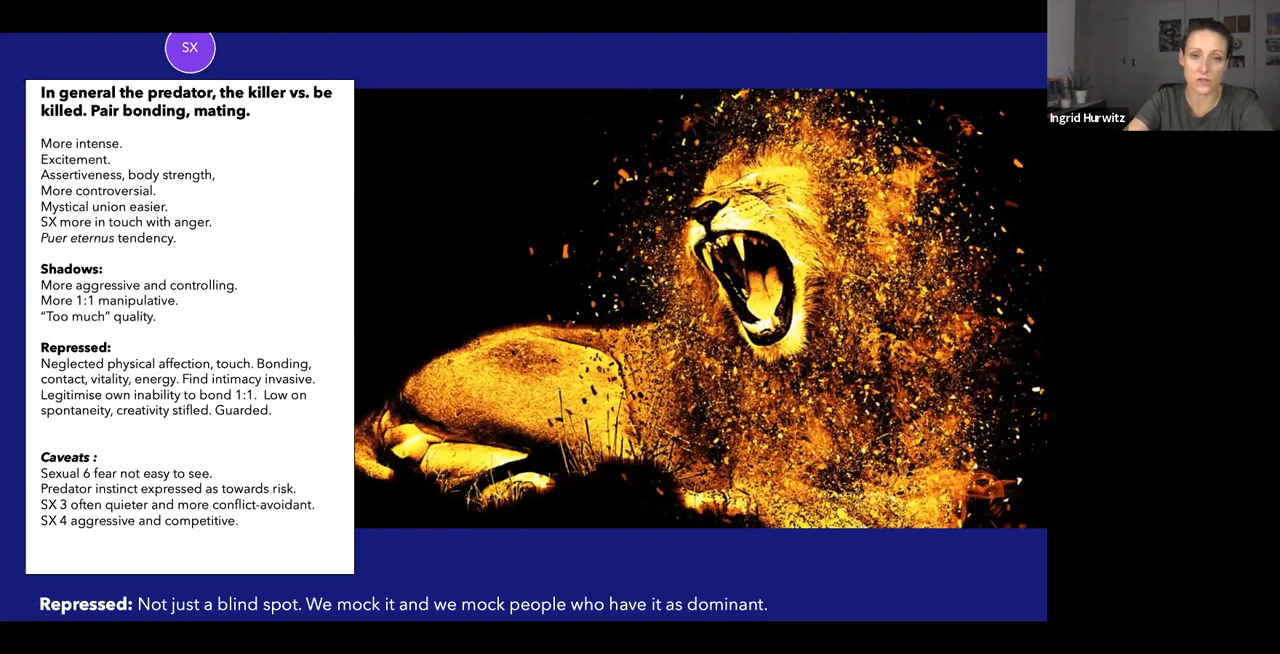 SX
In general the predator, the killer vs. be
killed. Pair bonding, mating.
More intense.
Excitement.
Assertiveness, body strength,
More controversial.
Mystical union easier.
SX more in touch with anger.
Puer eternus tendency.
Shadows:
More aggressive and controlling.
More 1:1 manipulative.
“Too much” quality.
Repressed:
Neglected physical affection, touch. Bonding,
contact, vitality, energy. Find intimacy invasive.
Legitimise own inability to bond 1:1.  Low on
spontaneity, creativity stifled. Guarded.
Caveats :
Sexual 6 fear not easy to see.
Predator instinct expressed as towards risk.
SX 3 often quieter and more conflict-avoidant.
SX 4 aggressive and competitive.
Repressed: Not just a blind spot. We mock it and we mock people who have it as dominant.
Ingrid Hurwitz